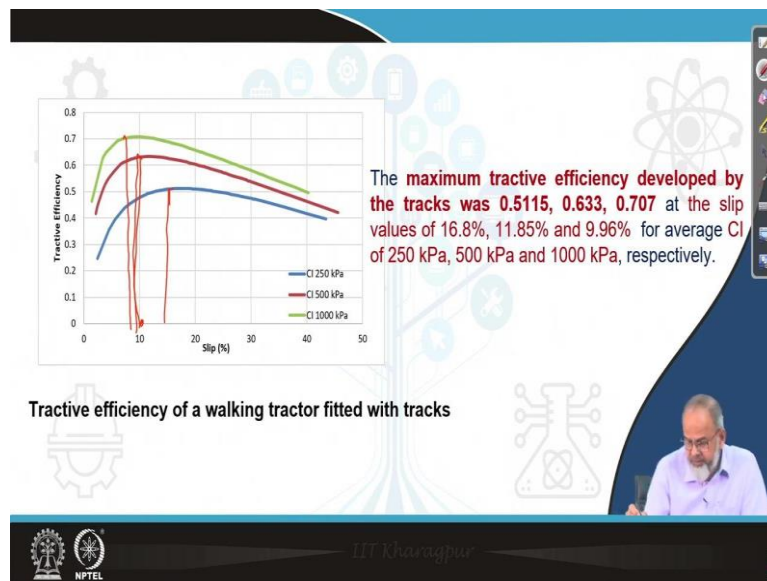 0.8
0.7
0.6
0.5
0.4
0.3
0.2
0.1
0
0 10 20 30 40 50
Tractive Efficiency
Slip (%)
CI 250 kPa
CI 500 kPa
CI 1000 kPa
The maximum tractive efficiency developed by
the tracks was 0.5115, 0.633, 0.707 at the slip
values of 16.8%, 11.85% and 9.96% for average CI
of 250 kPa, 500 kPa and 1000 kPa, respectively.
Tractive efficiency of a walking tractor fitted with tracks
NPTEL
IIT Kharagpur